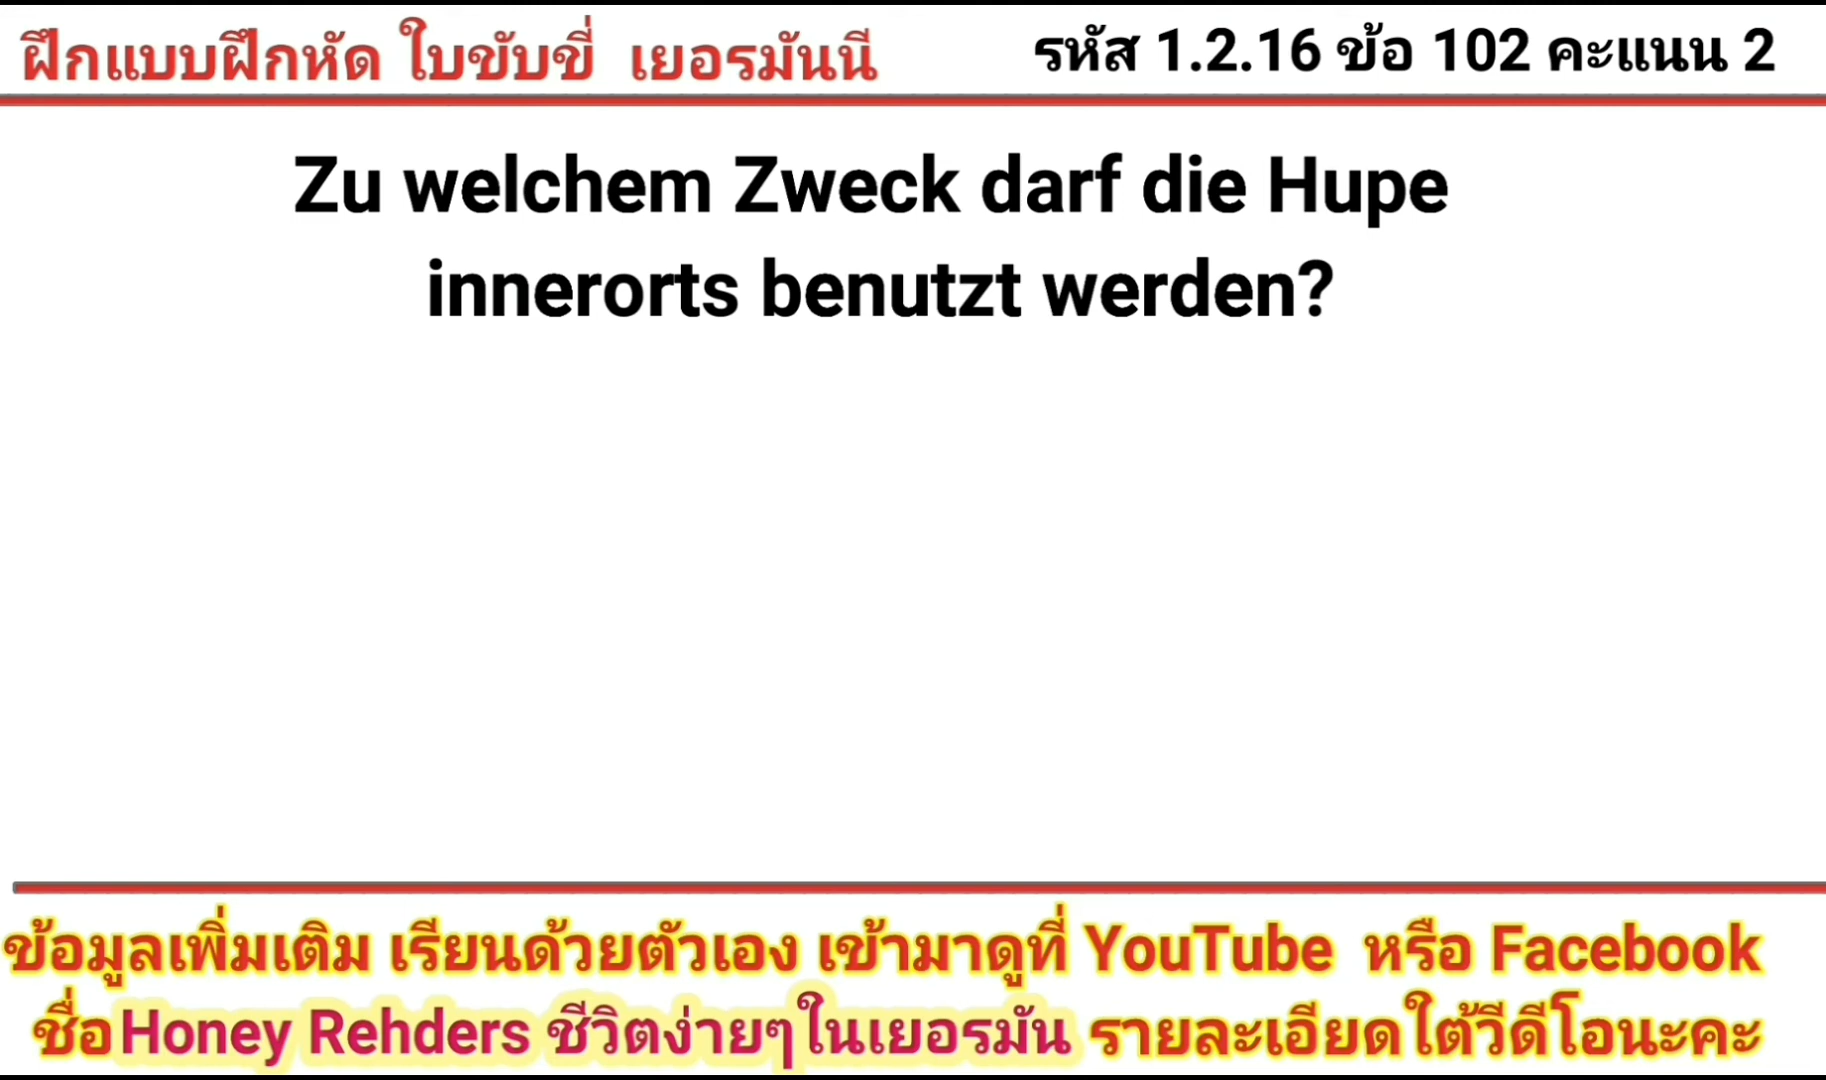 ฝึกแบบฝึกหัด ใบขับขี่ เยอรมันนี
รหัส 1.2.16 ข้อ 102 คะแนน 2
Zu welchem Zweck darf die Hupe
innerorts benutzt werden?
ข้อมูลเพิ่มเติม เรียนด้วยตัวเอง เข้ามาดูที่ YouTube หรือ Facebook
ชื่อ Honey Rehders ชีวิตง่ายๆในเยอรมัน รายละเอียดใต้วีดีโอนะคะ